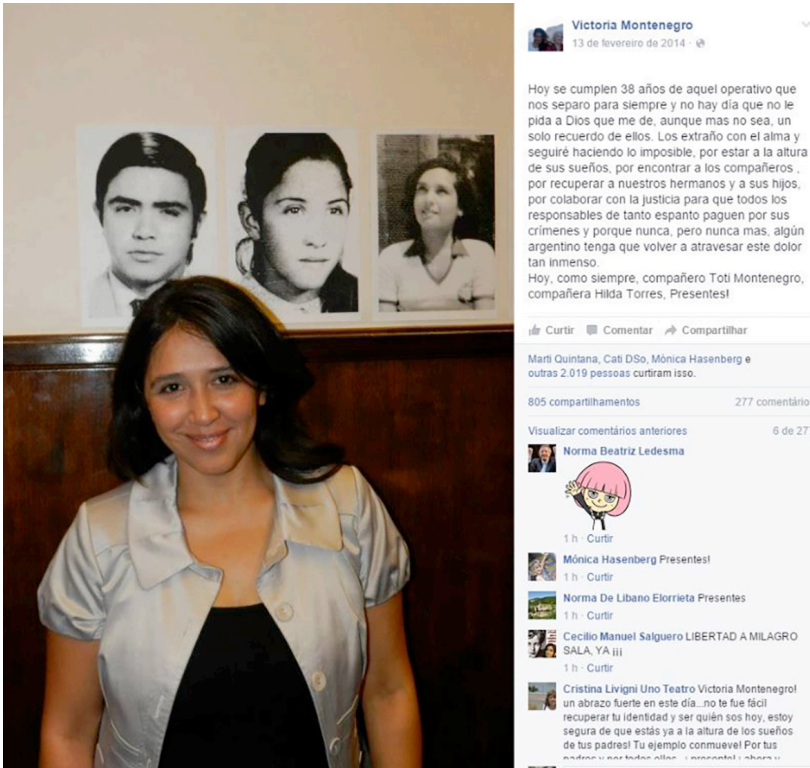 Victoria Montenegro
13 de fevereiro de 2014 ·
Hoy se cumplen 38 años de aquel operativo que
nos separo para siempre y no hay día que no le
pida a Dios que me de, aunque mas no sea, un
solo recuerdo de ellos. Los extraño con el alma y
seguiré haciendo lo imposible, por estar a la altura
de sus sueños, por encontrar a los compañeros ,
por recuperar a nuestros hermanos y a sus hijos,
por colaborar con la justicia para que todos los
responsables de tanto espanto paguen por sus
crímenes y porque nunca, pero nunca mas, algún
argentino tenga que volver a atravesar este dolor
tan inmenso.
Hoy, como siempre, compañero Toti Montenegro,
compañera Hilda Torres, Presentes!
Curtir Comentar Compartilhar
Marti Quintana, Cati DSo, Mónica Hasenberg e
outras 2.019 pessoas curtiram isso.
805 compartilhamentos 277 comentário
Visualizar comentários anteriores 6 de 27
Norma Beatriz Ledesma
1 h · Curtir
Mónica Hasenberg Presentes!
1 h · Curtir
Norma De Libano Elorrieta Presentes
1 h · Curtir
Cecilio Manuel Salguero LIBERTAD A MILAGRO
SALA, YA ¡¡¡
1 h · Curtir
Cristina Livigni Uno Teatro Victoria Montenegro!
un abrazo fuerte en este día...no te fue fácil
recuperar tu identidad y ser quién sos hoy, estoy
segura de que estás ya a la altura de los sueños
de tus padres! Tu ejemplo conmueve! Por tus
padres y por todos ellos...¡ presente! ¡ ahora y